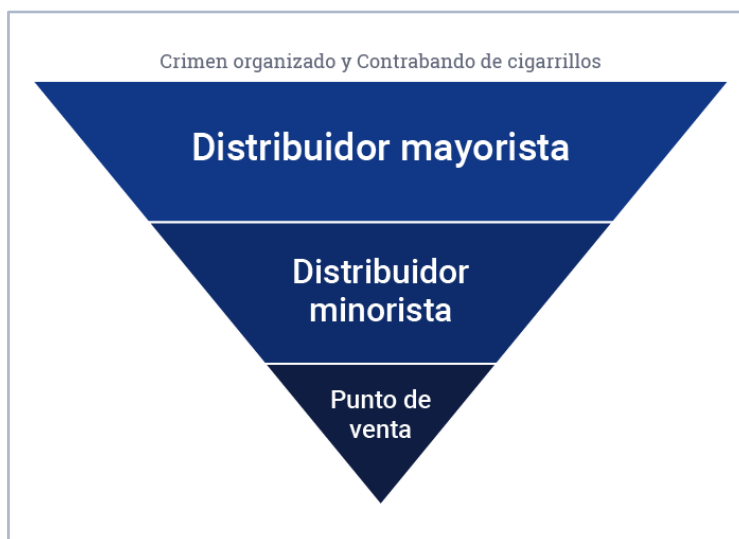 Crimen organizado y Contrabando de cigarrillos
Distribuidor mayorista
Distribuidor
minorista
Punto de
venta